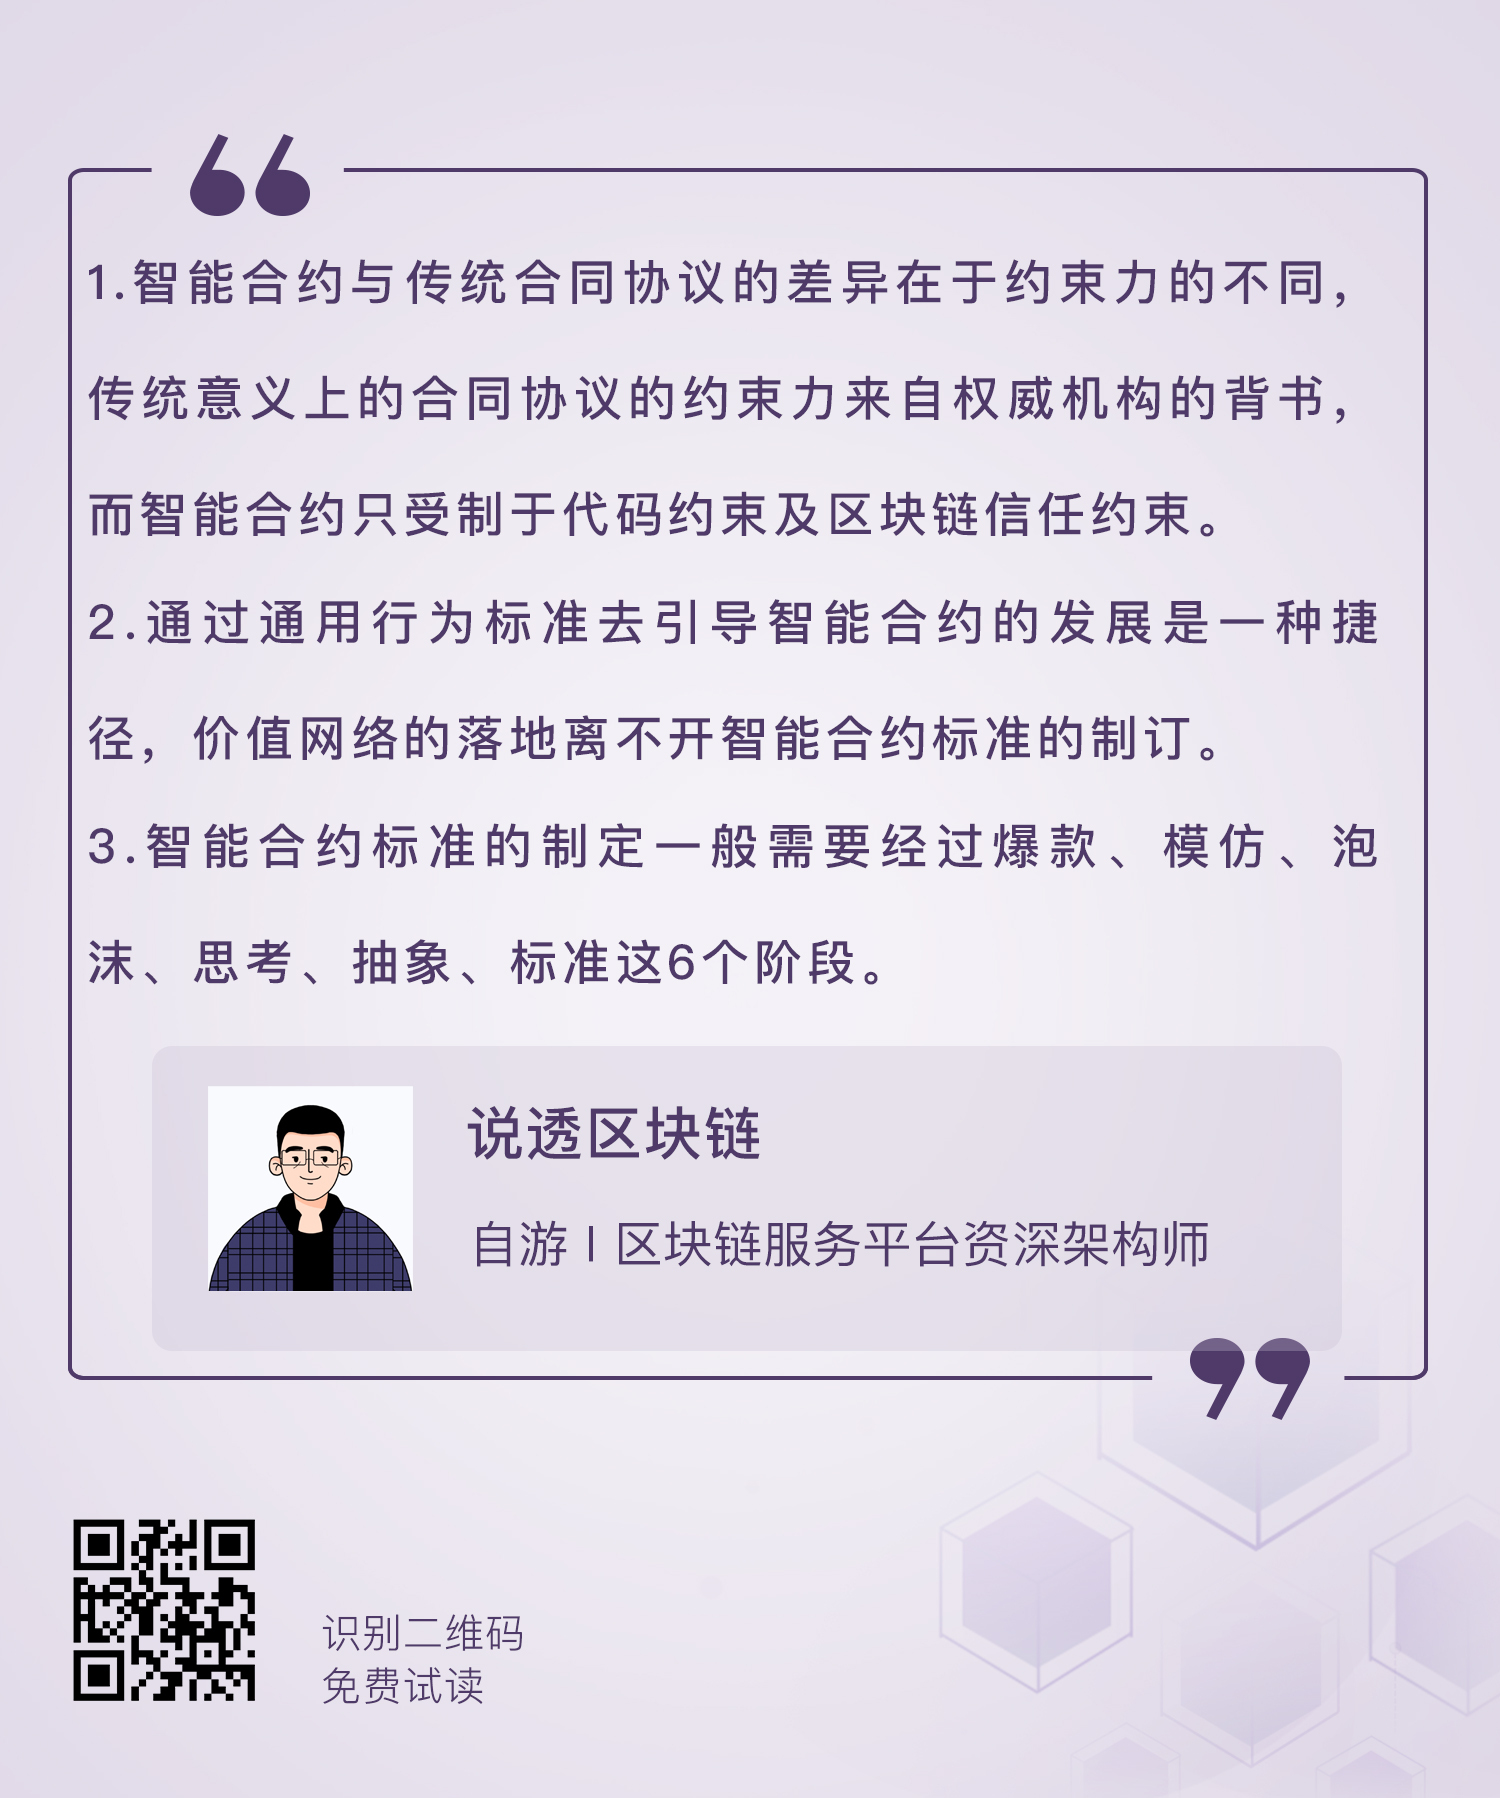 1.智能合约与传统合同协议的差异在于约束力的不同，
传统意义上的合同协议的约束力来自权威机构的背书，
而智能合约只受制于代码约束及区块链信任约束。
2.通过通用行为标准去引导智能合约的发展是一种捷
径，价值网络的落地离不开智能合约标准的制订。
3.智能合约标准的制定一般需要经过爆款、模仿、泡
沫、思考、抽象、标准这6个阶段。
说透区块链
自游 | 区块链服务平台资深架构师
识别二维码
免费试读